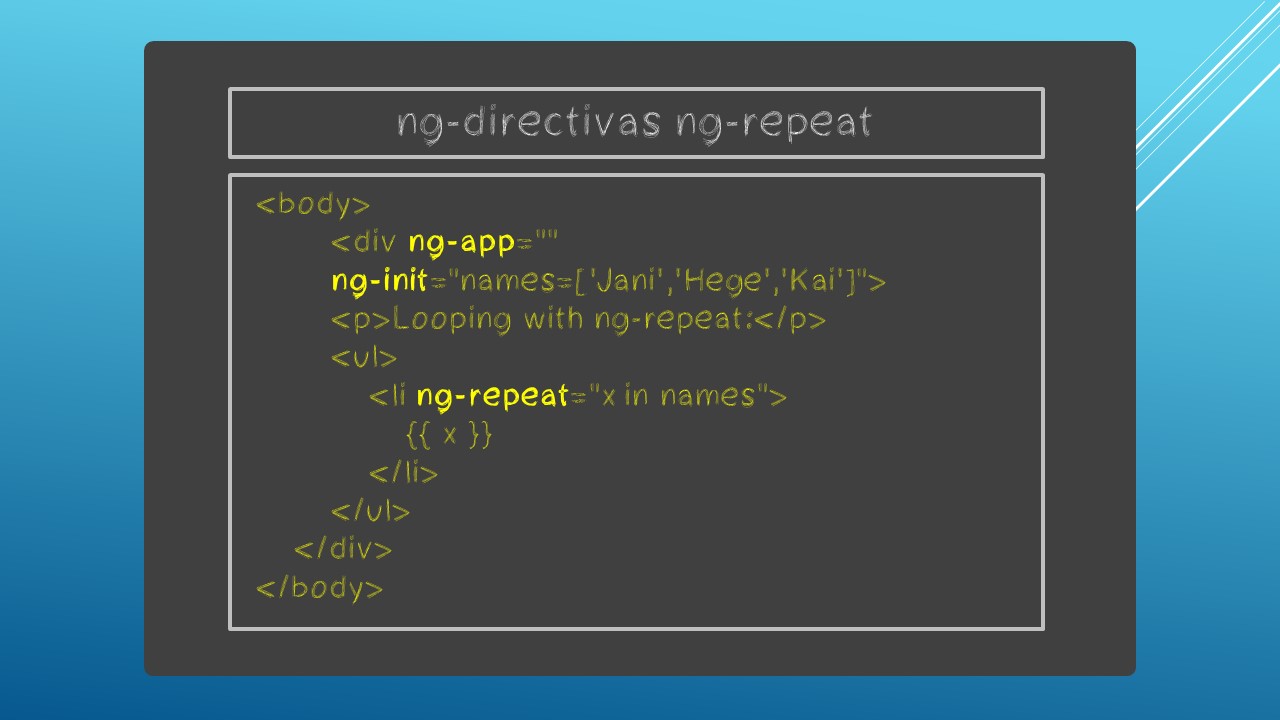 ng-directivas ng-repeat
<body>
<div ng-app=""
ng-init="names=['Jani','Hege','Kai']">
<p>Looping with ng-repeat:</p>
<ul>
<li ng-repeat="x in names">
{{ x }}
</li>
</ul>
</div>
</body>